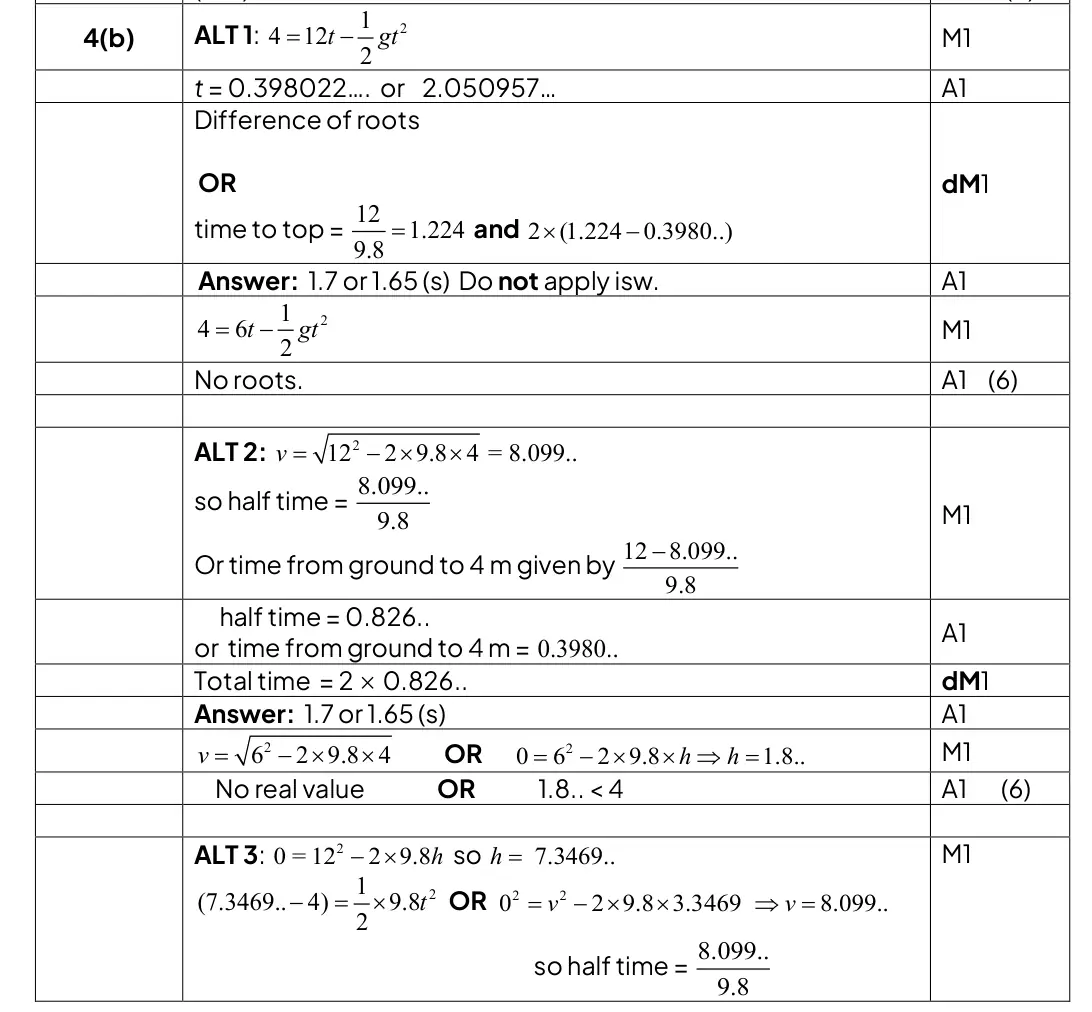 4(b) ALT 1: 4 = 12t − 1/2 gt² M1
t = 0.398022.... or 2.050957... A1
Difference of roots
OR dM1
time to top = 12/9.8 = 1.224 and 2×(1.224 − 0.3980..)
Answer: 1.7 or 1.65 (s) Do not apply isw. A1
4 = 6t − 1/2 gt² M1
No roots. A1 (6)
ALT 2: v = √(12² − 2×9.8×4) = 8.099..
so half time = 8.099../9.8 M1
Or time from ground to 4 m given by (12 − 8.099..)/9.8
half time = 0.826.. A1
or time from ground to 4 m = 0.3980..
Total time = 2 × 0.826.. dM1
Answer: 1.7 or 1.65 (s) A1
v = √(6² − 2×9.8×4) OR 0 = 6² − 2×9.8×h ⇒ h = 1.8.. M1
No real value OR 1.8.. < 4 A1 (6)
ALT 3: 0 = 12² − 2×9.8h so h = 7.3469.. M1
(7.3469.. − 4) = 1/2 × 9.8t² OR 0² = v² − 2×9.8×3.3469 ⇒ v = 8.099..
so half time = 8.099../9.8